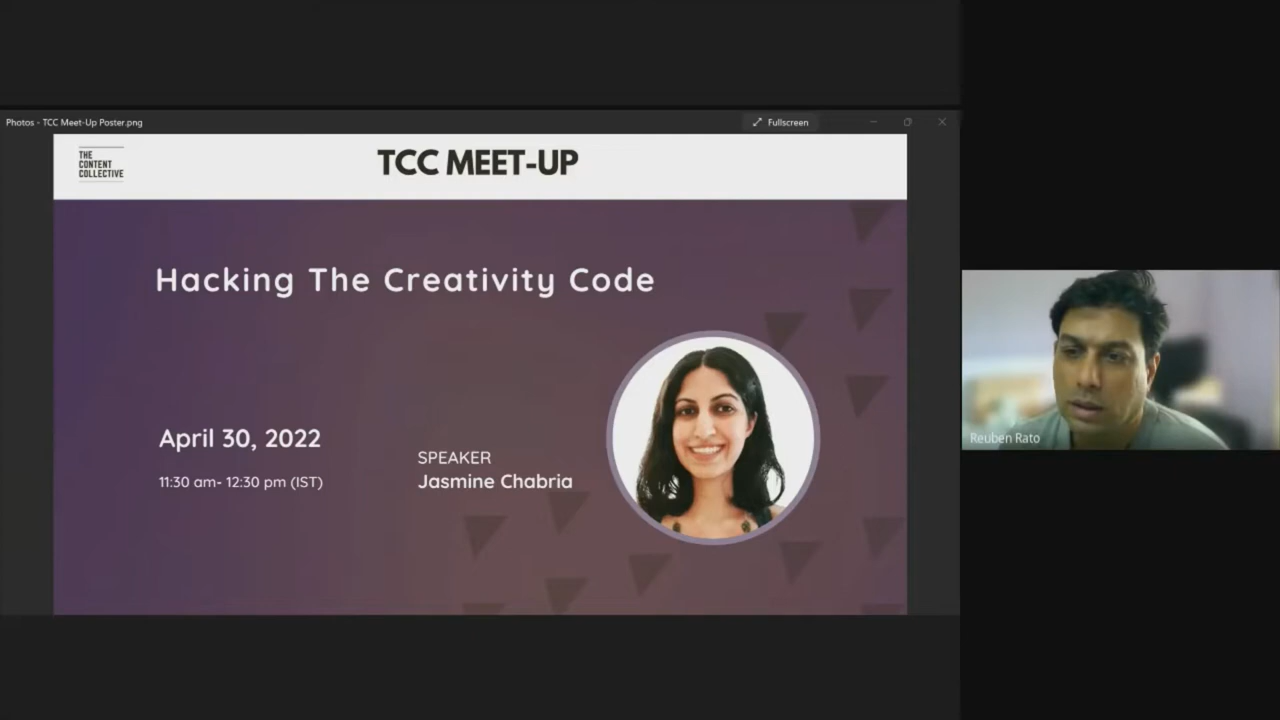 Photos - TCC Meet-Up Poster.png
Fullscreen
THE
CONTENT
COLLECTIVE
TCC MEET-UP
Hacking The Creativity Code
April 30, 2022
11:30 am- 12:30 pm (IST)
SPEAKER
Jasmine Chabria
Reuben Rato